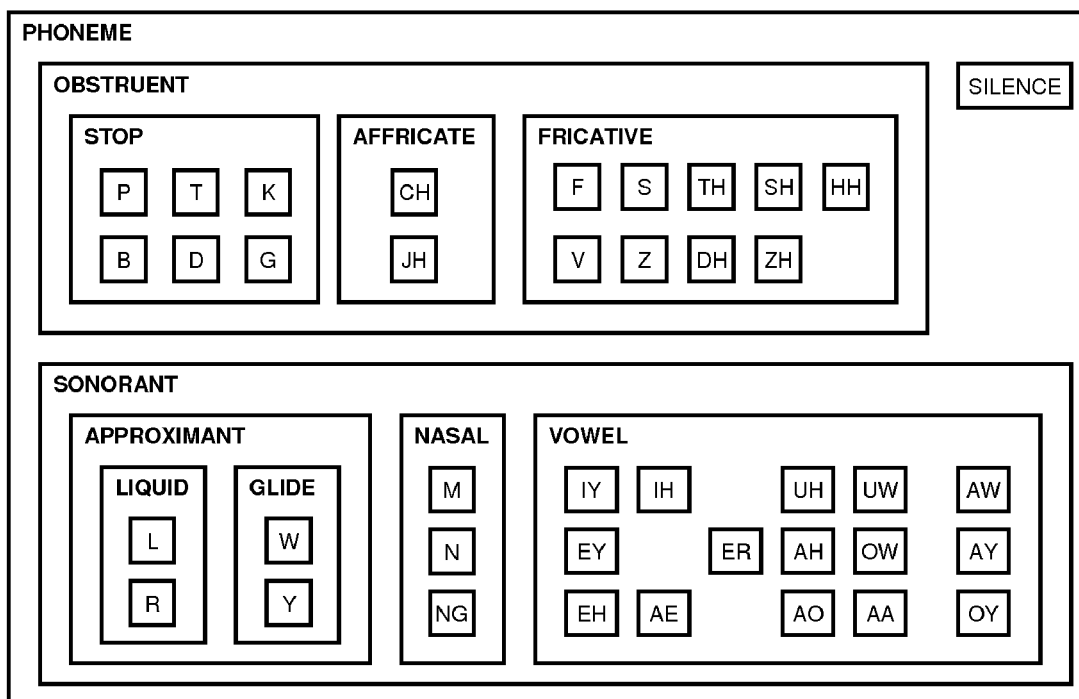 PHONEME
OBSTRUENT
SILENCE
STOP AFFRICATE FRICATIVE
P T K CH F S TH SH HH
B D G JH V Z DH ZH
SONORANT
APPROXIMANT NASAL VOWEL
LIQUID GLIDE M IY IH UH UW AW
L W N EY ER AH OW AY
R Y NG EH AE AO AA OY